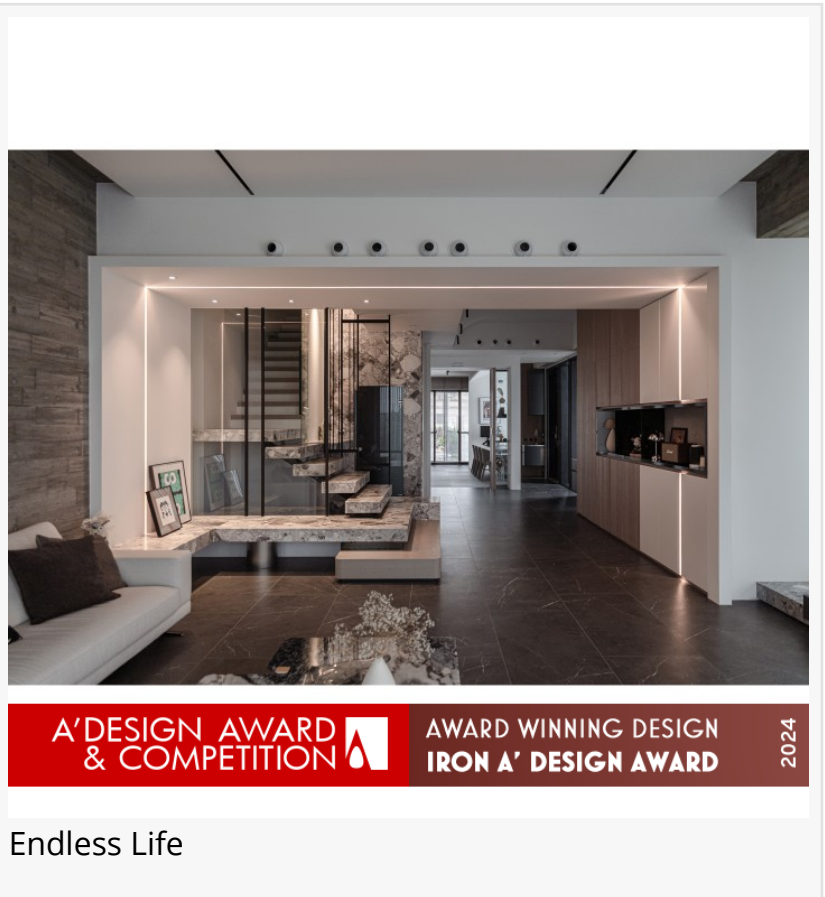 A'DESIGN AWARD
& COMPETITION
AWARD WINNING DESIGN
IRON A' DESIGN AWARD
2024
Endless Life